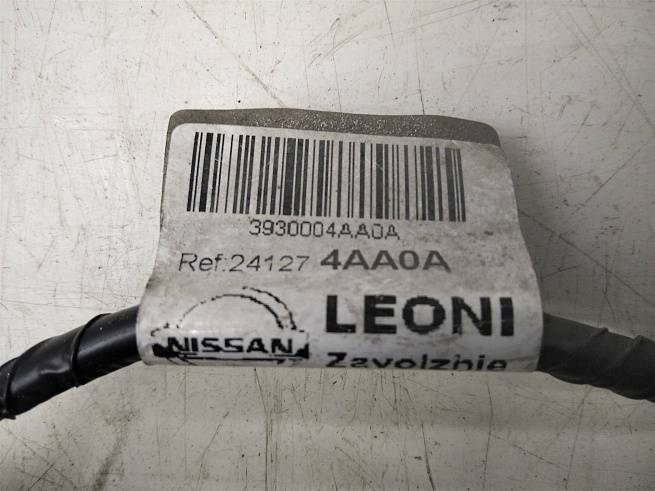 3930004AA0A
Ref:24127 4AA0A
LEONI
NISSAN
Zavolzhie